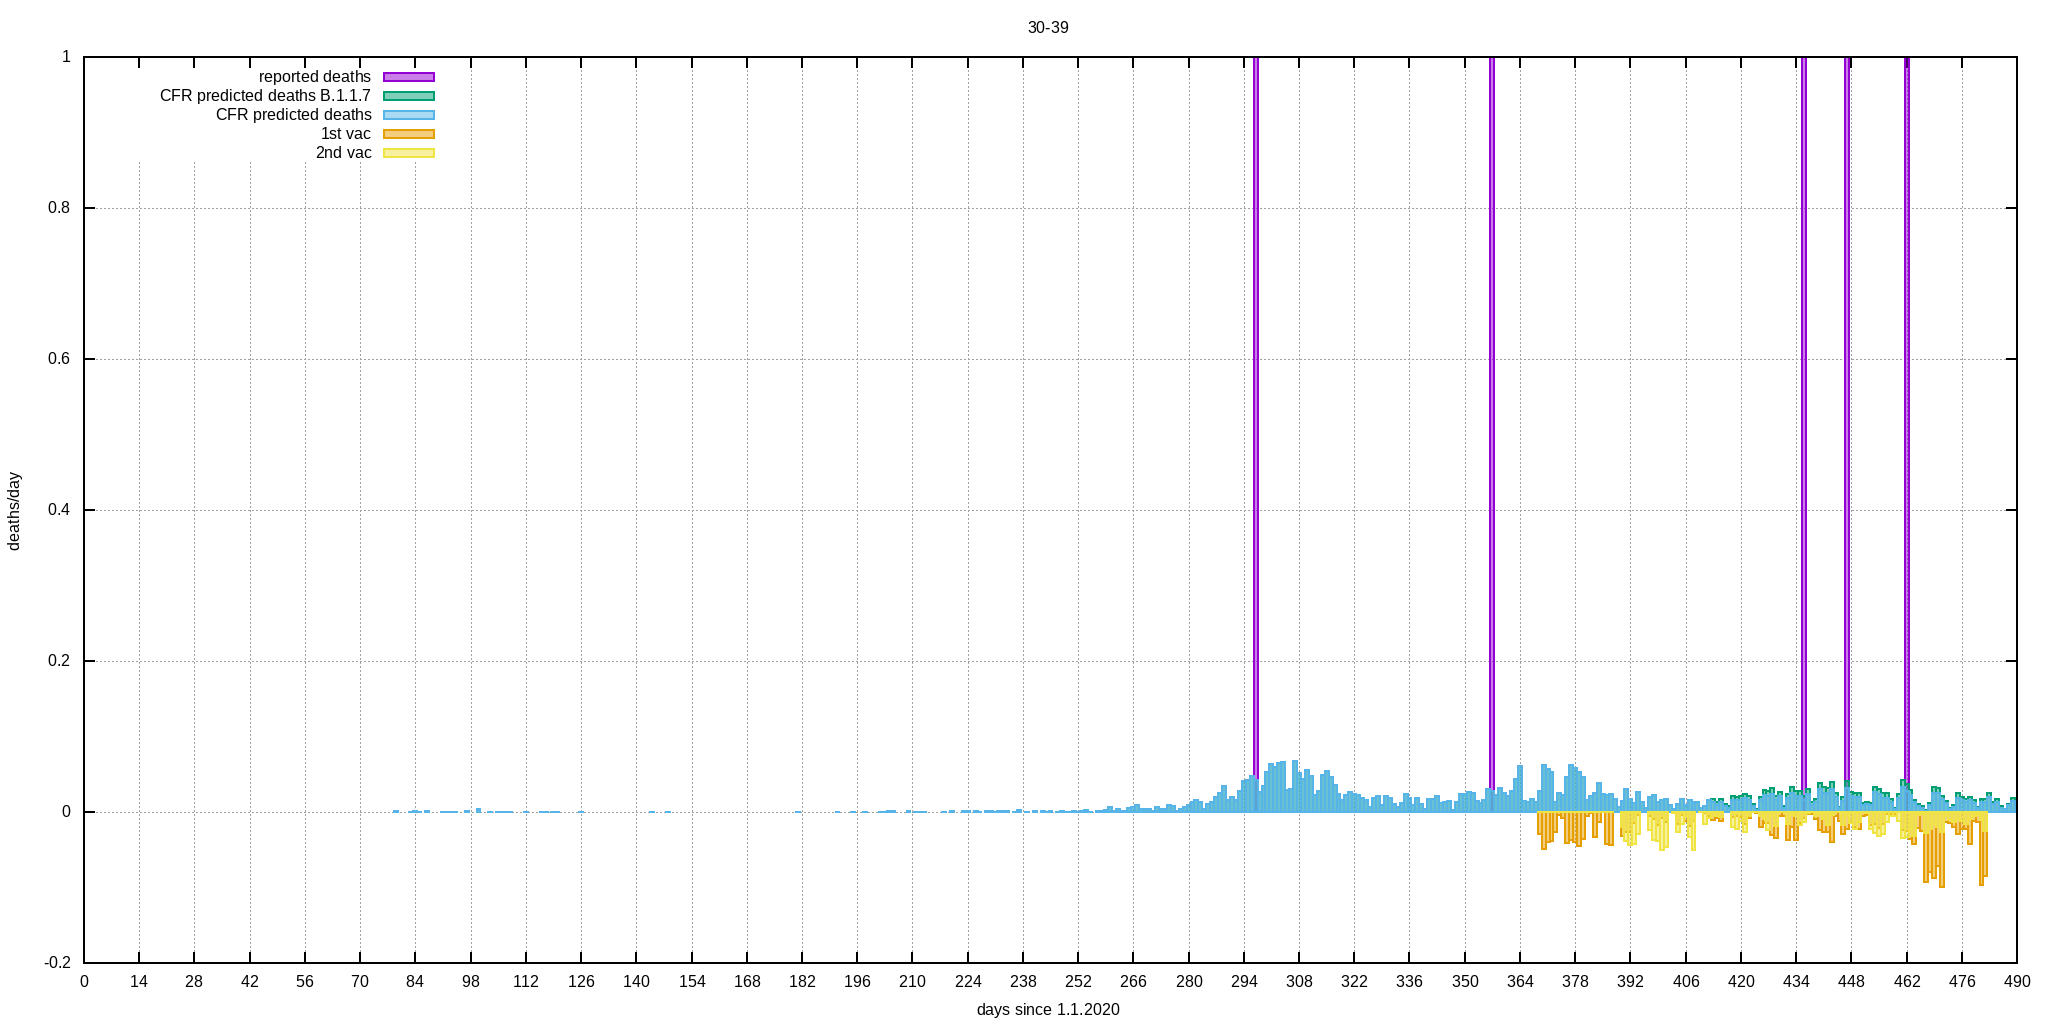 30-39
1
reported deaths
CFR predicted deaths B.1.1.7
CFR predicted deaths
1st vac
2nd vac
0.8
0.6
deaths/day
0.4
0.2
0
-0.2
0 14 28 42 56 70 84 98 112 126 140 154 168 182 196 210 224 238 252 266 280 294 308 322 336 350 364 378 392 406 420 434 448 462 476 490
days since 1.1.2020